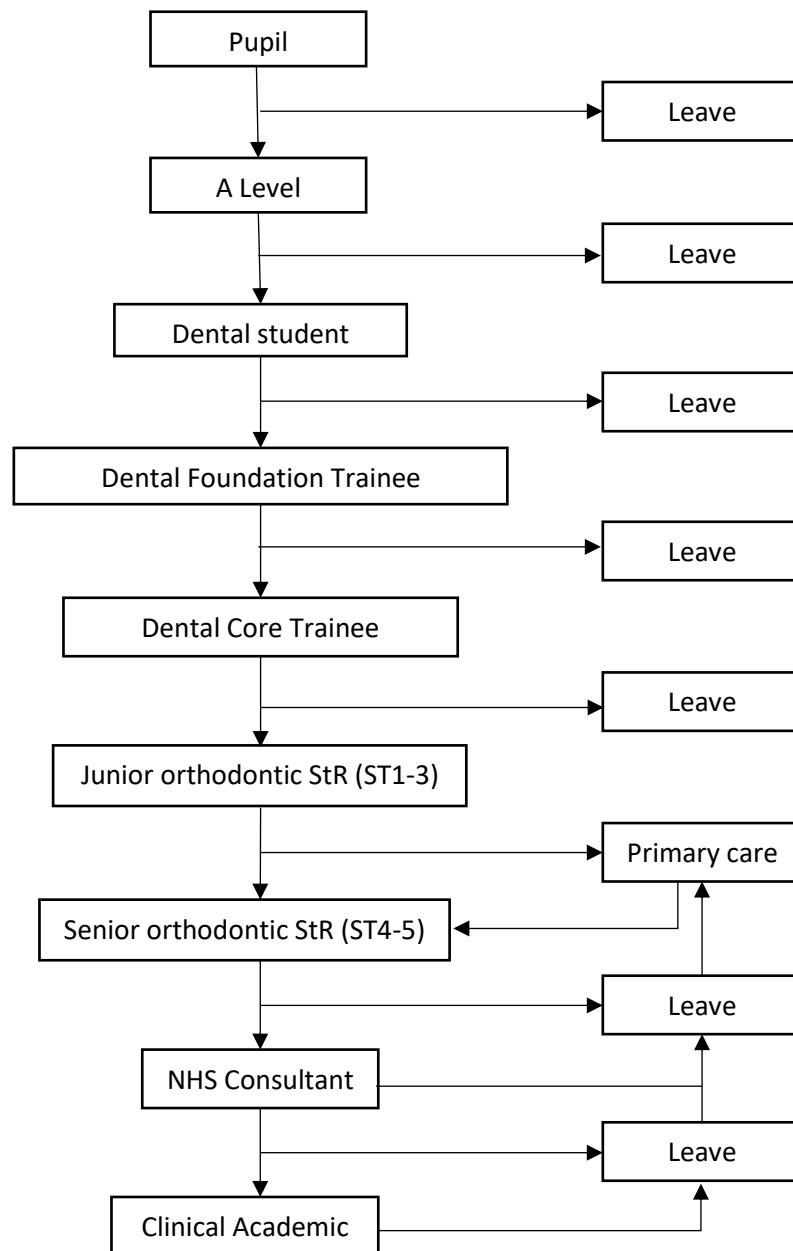 Pupil
Leave
A Level
Leave
Dental student
Leave
Dental Foundation Trainee
Leave
Dental Core Trainee
Leave
Junior orthodontic StR (ST1-3)
Primary care
Senior orthodontic StR (ST4-5)
Leave
NHS Consultant
Leave
Clinical Academic